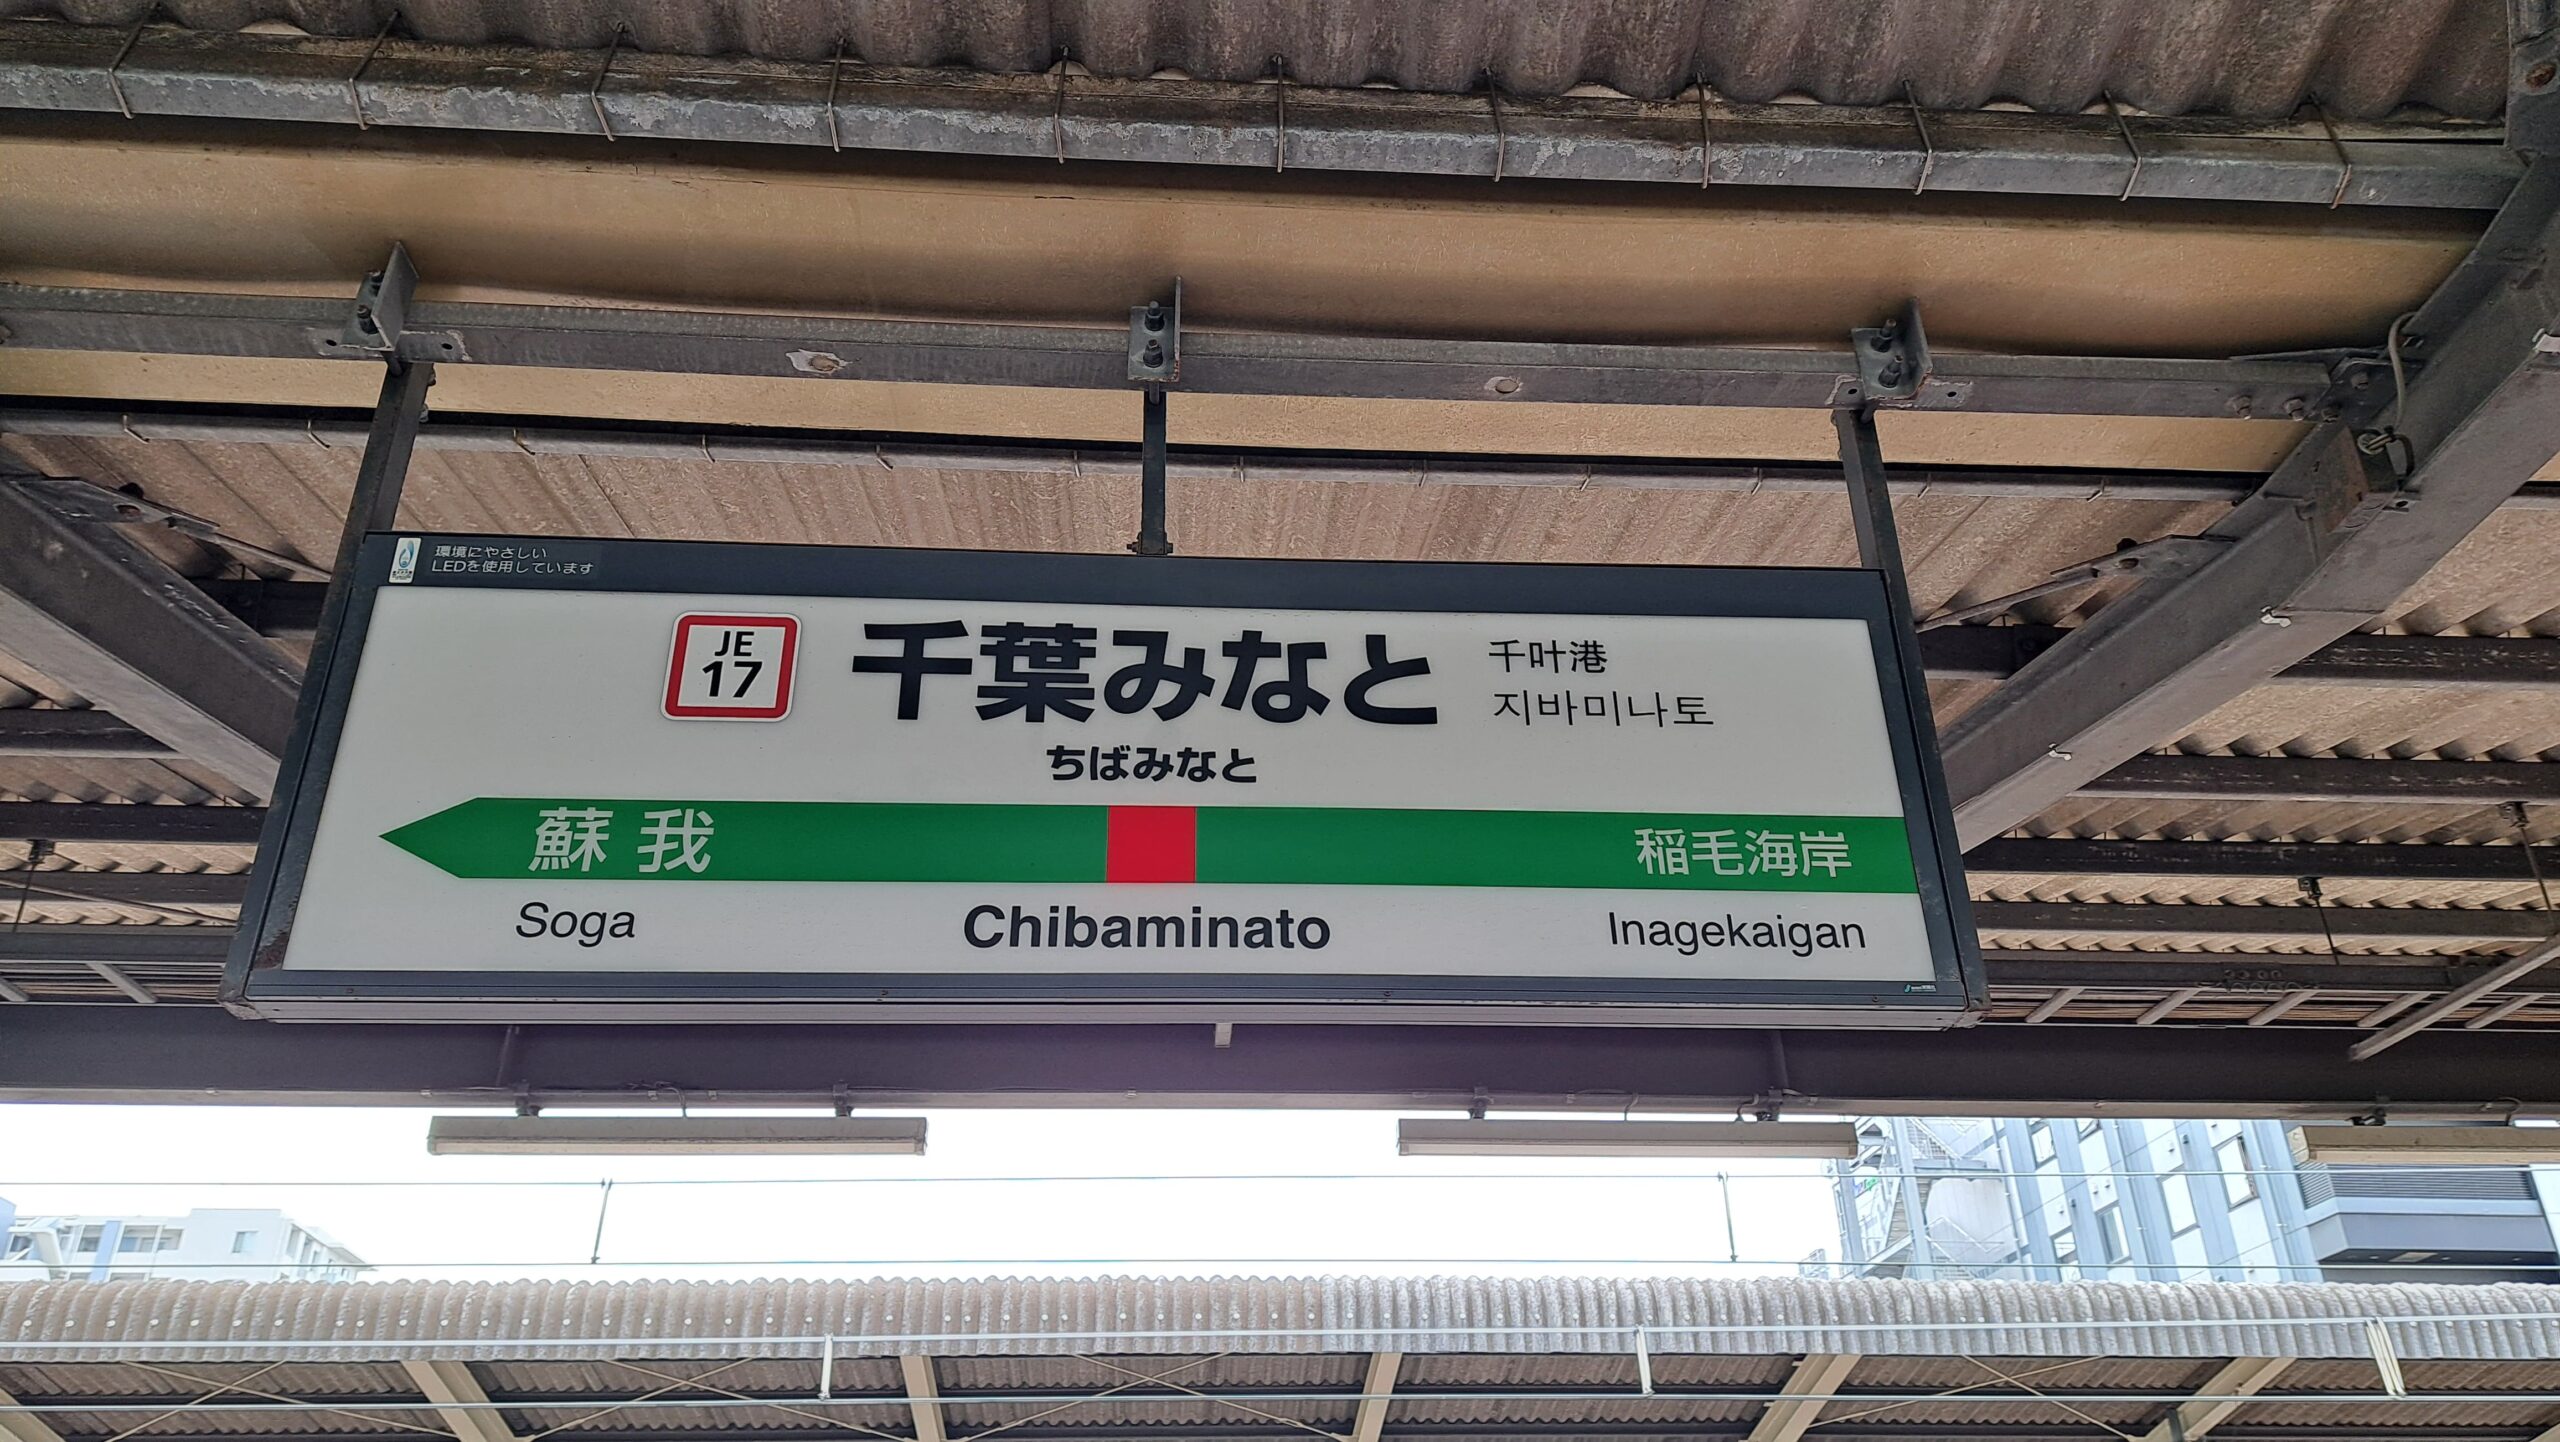 環境にやさしい
LEDを使用しています
JE
17
千葉みなと
千叶港
지바미나토
ちばみなと
蘇我
稲毛海岸
Soga
Chibaminato
Inagekaigan